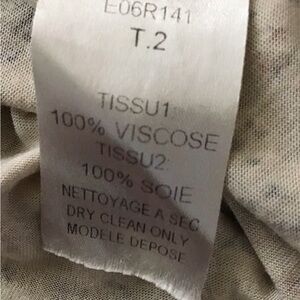 E06R141
T.2
TISSU1:
100% VISCOSE
TISSU2:
100% SOIE
NETTOYAGE A SEC
DRY CLEAN ONLY
MODELE DEPOSE